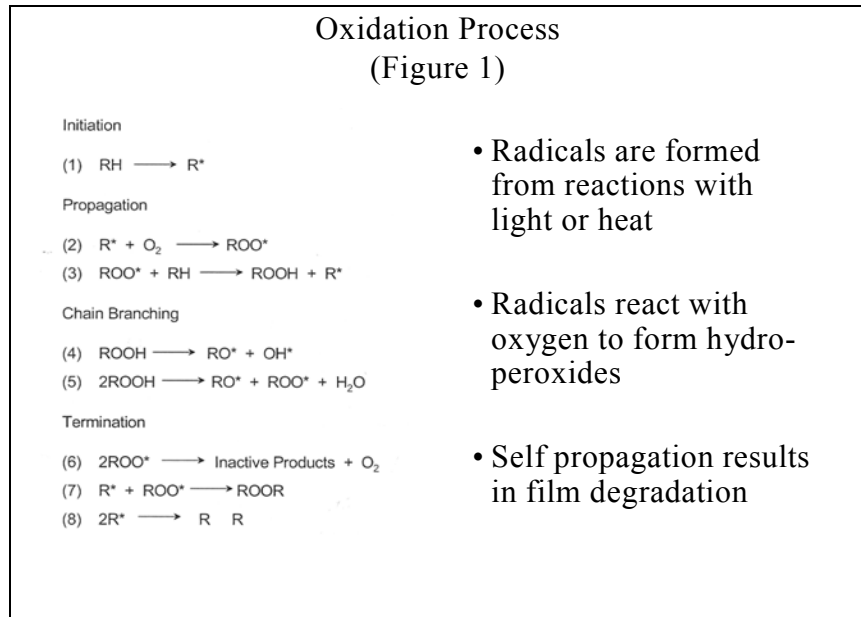 Oxidation Process
(Figure 1)
Initiation
(1) RH ⟶ R*
Propagation
(2) R* + O₂ ⟶ ROO*
(3) ROO* + RH ⟶ ROOH + R*
Chain Branching
(4) ROOH ⟶ RO* + OH*
(5) 2ROOH ⟶ RO* + ROO* + H₂O
Termination
(6) 2ROO* ⟶ Inactive Products + O₂
(7) R* + ROO* ⟶ ROOR
(8) 2R* ⟶ R R
• Radicals are formed
from reactions with
light or heat
• Radicals react with
oxygen to form hydro-
peroxides
• Self propagation results
in film degradation